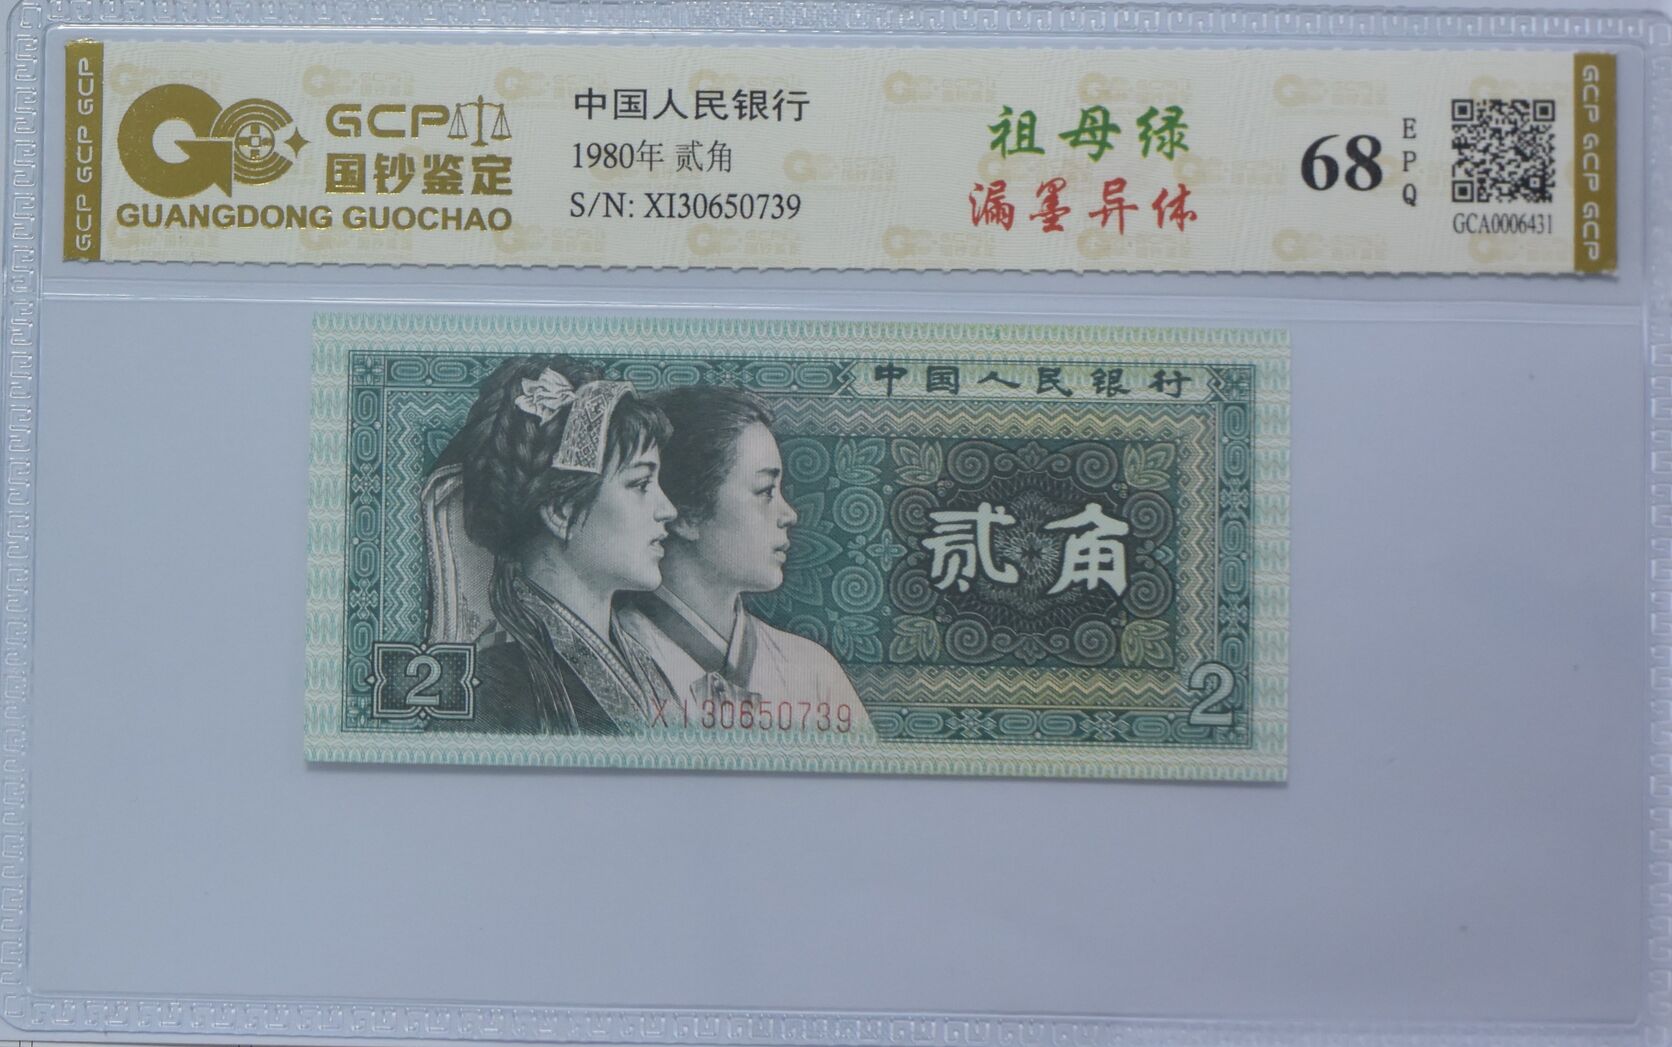 GCP GCP GCP
GCP
国钞鉴定
GUANGDONG GUOCHAO
中国人民银行
1980年 贰角
S/N: XI30650739
祖母绿
漏墨异体
68
EPQ
GCA0006431
GCP GCP GCP
中国人民银行
贰角
2
2
XI30650739